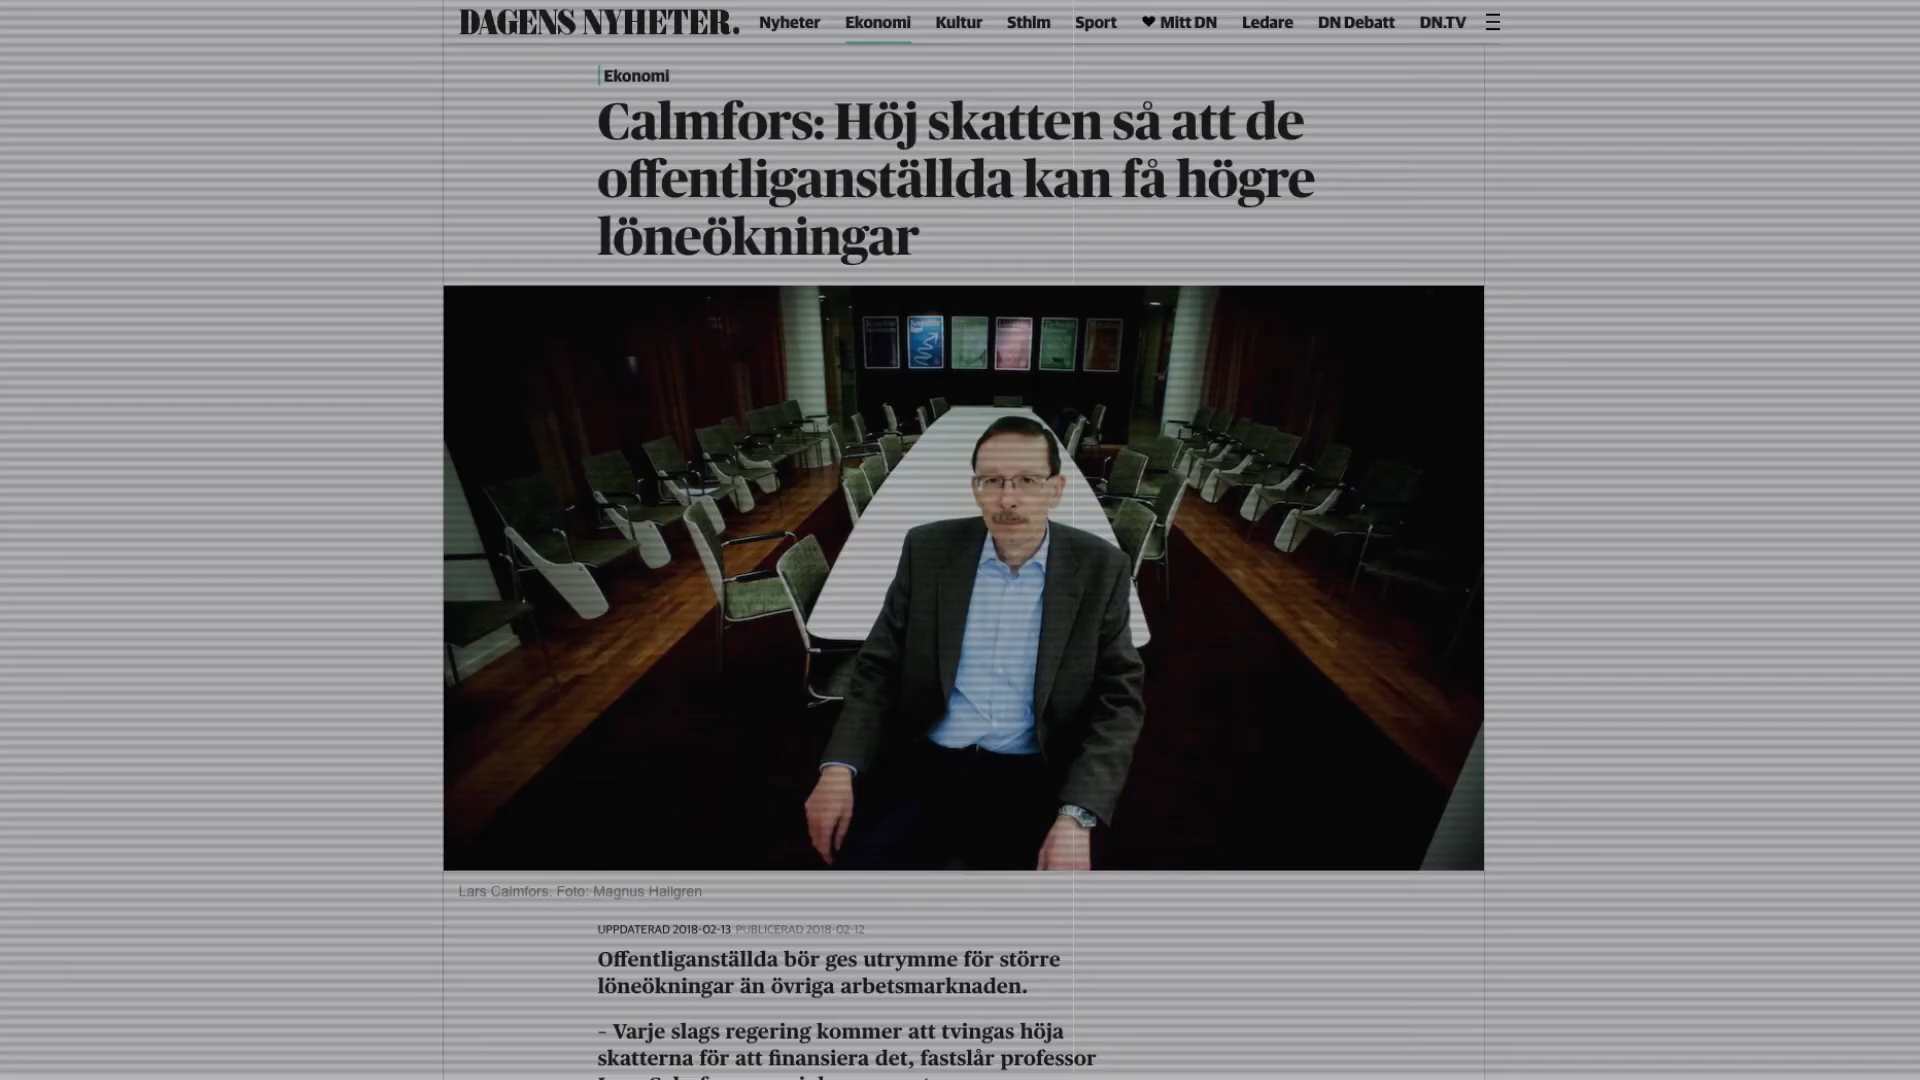 DAGENS NYHETER.
Nyheter Ekonomi Kultur Sthlm Sport Mitt DN Ledare DN Debatt DN.TV
Ekonomi
Calmfors: Höj skatten så att de
offentliganställda kan få högre
löneökningar
Lars Calmfors. Foto: Magnus Hallgren
UPPDATERAD 2018-02-13 PUBLICERAD 2018-02-12
Offentliganställda bör ges utrymme för större
löneökningar än övriga arbetsmarknaden.
– Varje slags regering kommer att tvingas höja
skatterna för att finansiera det, fastslår professor